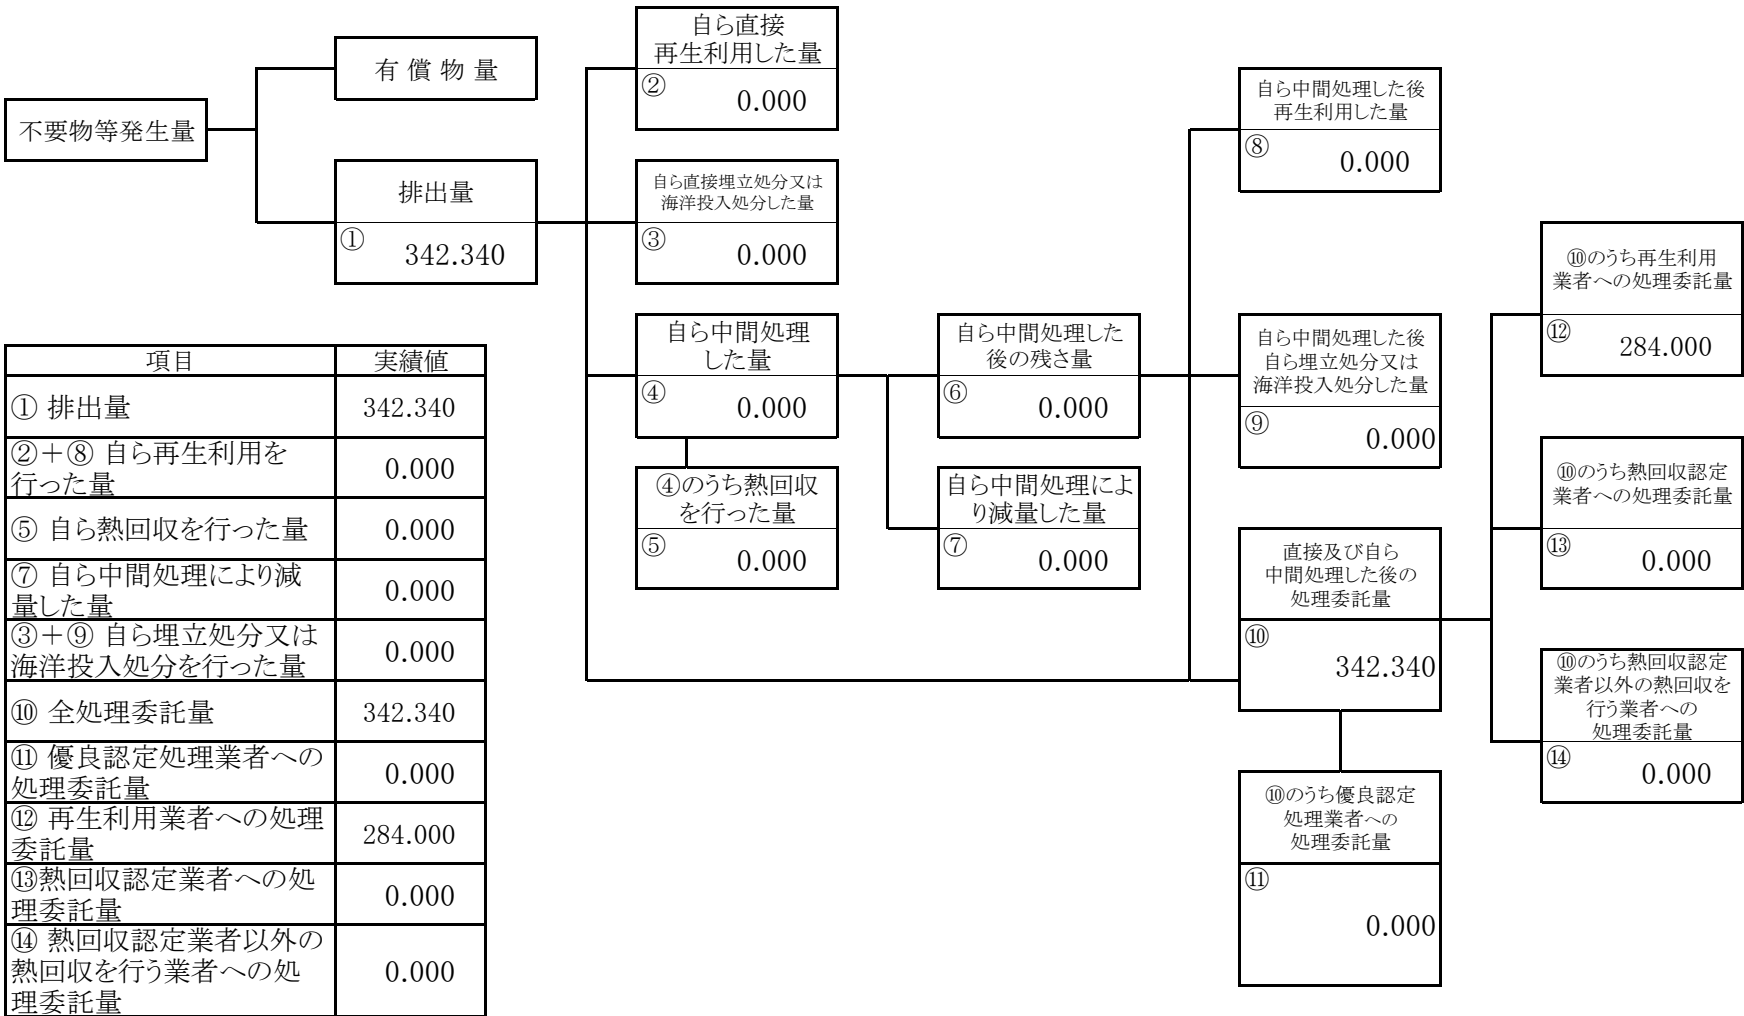 不要物等発生量
有 償 物 量
排出量
①
342.340
自ら直接
再生利用した量
②
0.000
自ら直接埋立処分又は
海洋投入処分した量
③
0.000
自ら中間処理
した量
④
0.000
④のうち熱回収
を行った量
⑤
0.000
自ら中間処理した
後の残さ量
⑥
0.000
自ら中間処理によ
り減量した量
⑦
0.000
自ら中間処理した後
再生利用した量
⑧
0.000
自ら中間処理した後
自ら埋立処分又は
海洋投入処分した量
⑨
0.000
直接及び自ら
中間処理した後の
処理委託量
⑩
342.340
⑩のうち優良認定
処理業者への
処理委託量
⑪
0.000
⑩のうち再生利用
業者への処理委託量
⑫
284.000
⑩のうち熱回収認定
業者への処理委託量
⑬
0.000
⑩のうち熱回収認定
業者以外の熱回収を
行う業者への
処理委託量
⑭
0.000
項目 実績値
① 排出量 342.340
②＋⑧ 自ら再生利用を
行った量
0.000
⑤ 自ら熱回収を行った量 0.000
⑦ 自ら中間処理により減
量した量
0.000
③＋⑨ 自ら埋立処分又は
海洋投入処分を行った量
0.000
⑩ 全処理委託量 342.340
⑪ 優良認定処理業者への
処理委託量
0.000
⑫ 再生利用業者への処理
委託量
284.000
⑬熱回収認定業者への処
理委託量
0.000
⑭ 熱回収認定業者以外の
熱回収を行う業者への処
理委託量
0.000